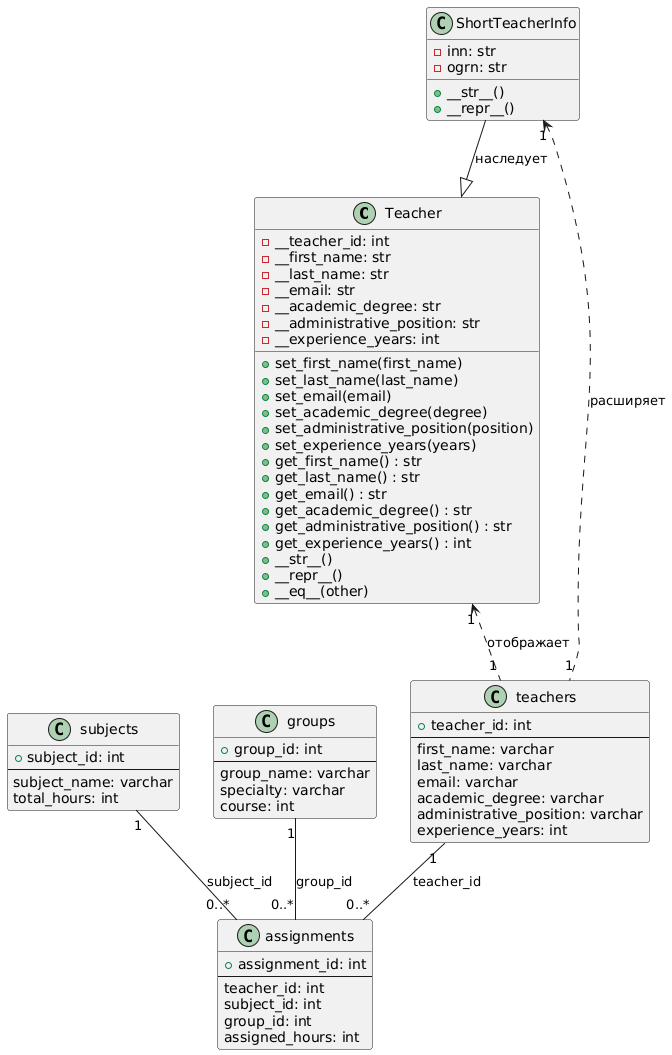 C ShortTeacherInfo
inn: str
ogrn: str
__str__()
__repr__()
1
наследует
C Teacher
__teacher_id: int
__first_name: str
__last_name: str
__email: str
__academic_degree: str
__administrative_position: str
__experience_years: int
set_first_name(first_name)
set_last_name(last_name)
set_email(email)
set_academic_degree(degree)
set_administrative_position(position)
set_experience_years(years)
get_first_name() : str
get_last_name() : str
get_email() : str
get_academic_degree() : str
get_administrative_position() : str
get_experience_years() : int
__str__()
__repr__()
__eq__(other)
расширяет
1
отображает
1
1
C subjects
subject_id: int
subject_name: varchar
total_hours: int
C groups
group_id: int
group_name: varchar
specialty: varchar
course: int
C teachers
teacher_id: int
first_name: varchar
last_name: varchar
email: varchar
academic_degree: varchar
administrative_position: varchar
experience_years: int
1
1
1
subject_id
group_id
teacher_id
0..*
0..*
0..*
C assignments
assignment_id: int
teacher_id: int
subject_id: int
group_id: int
assigned_hours: int